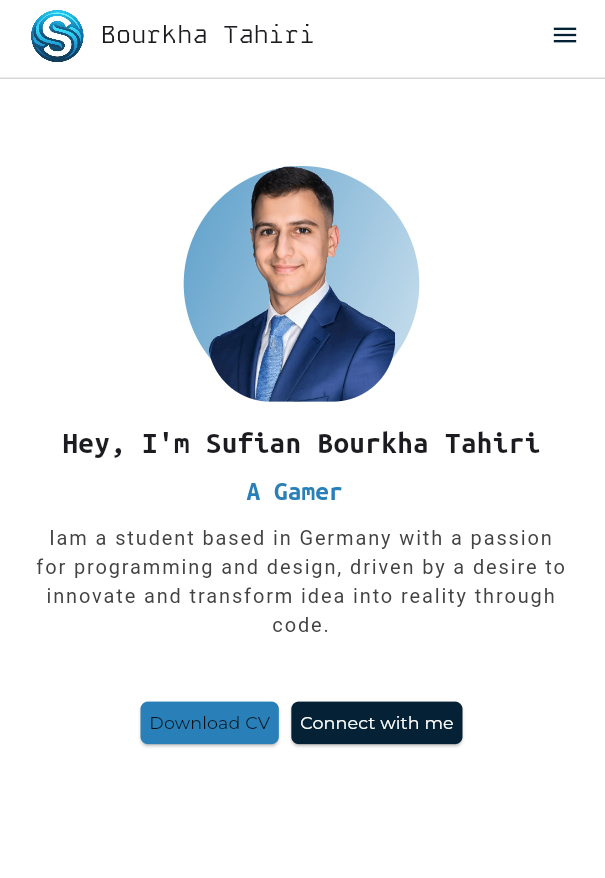 Bourkha Tahiri
Hey, I'm Sufian Bourkha Tahiri
A Gamer
Iam a student based in Germany with a passion
for programming and design, driven by a desire to
innovate and transform idea into reality through
code.
Download CV
Connect with me